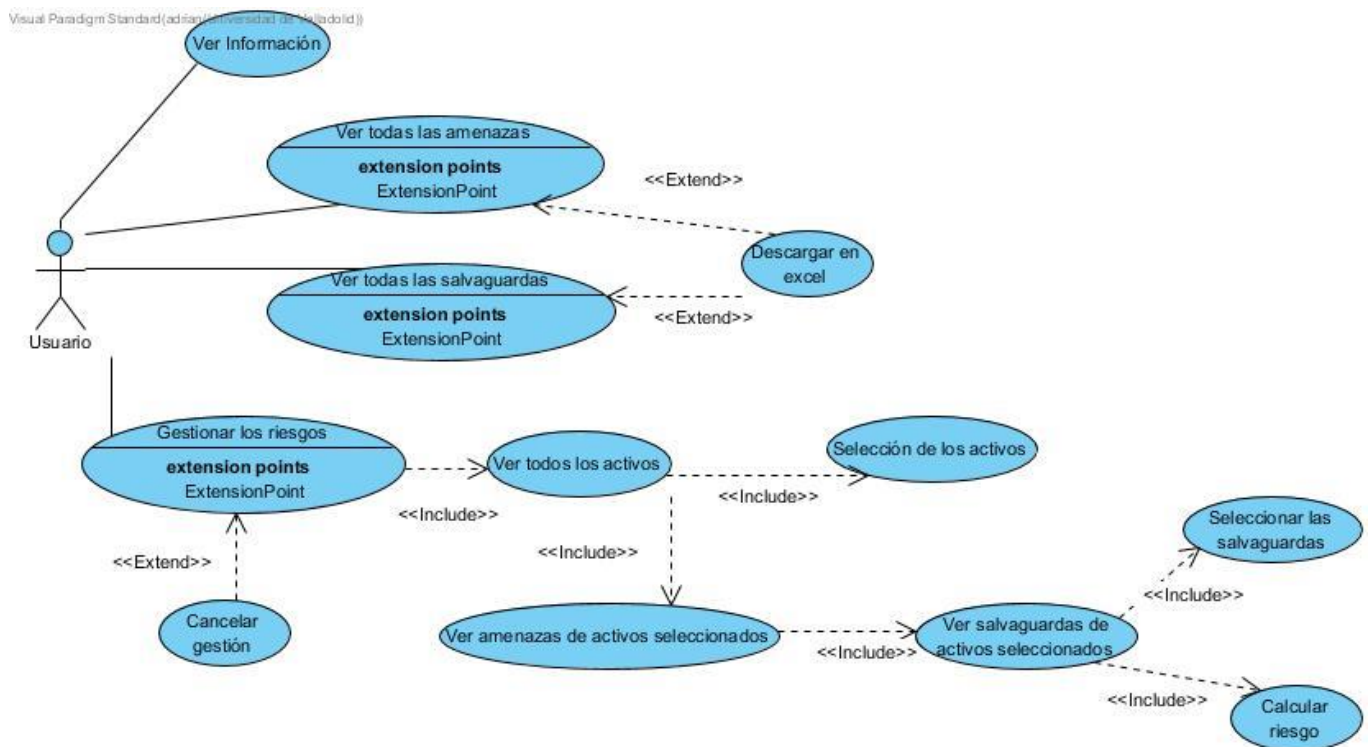 Visual Paradigm Standard(adrian(Universidad de Valladolid))
Ver Información
Ver todas las amenazas
extension points
ExtensionPoint
<<Extend>>
Descargar en
excel
Ver todas las salvaguardas
extension points
ExtensionPoint
<<Extend>>
Usuario
Gestionar los riesgos
extension points
ExtensionPoint
<<Include>>
Ver todos los activos
Selección de los activos
<<Include>>
<<Extend>>
<<Include>>
Seleccionar las
salvaguardas
<<Include>>
Cancelar
gestión
Ver amenazas de activos seleccionados
<<Include>>
Ver salvaguardas de
activos seleccionados
<<Include>>
Calcular
riesgo